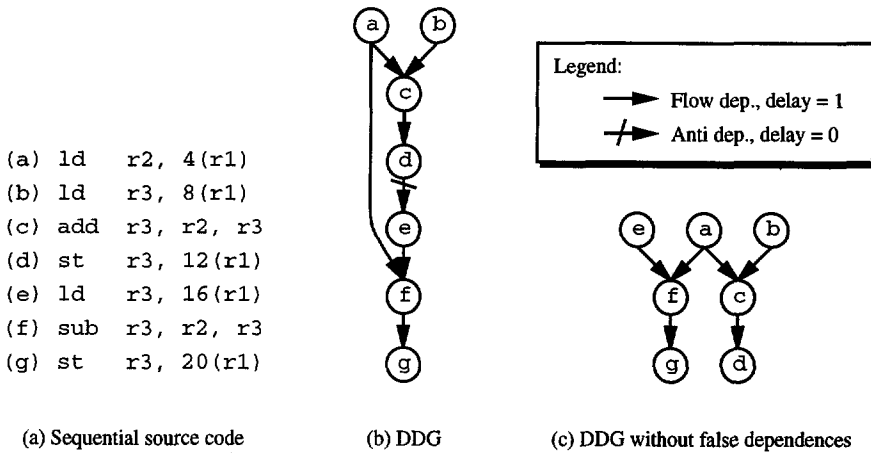 (a) ld r2, 4(r1)
(b) ld r3, 8(r1)
(c) add r3, r2, r3
(d) st r3, 12(r1)
(e) ld r3, 16(r1)
(f) sub r3, r2, r3
(g) st r3, 20(r1)
(a) Sequential source code
a b
c
d
e
f
g
(b) DDG
Legend:
Flow dep., delay = 1
Anti dep., delay = 0
e a b
f c
g d
(c) DDG without false dependences